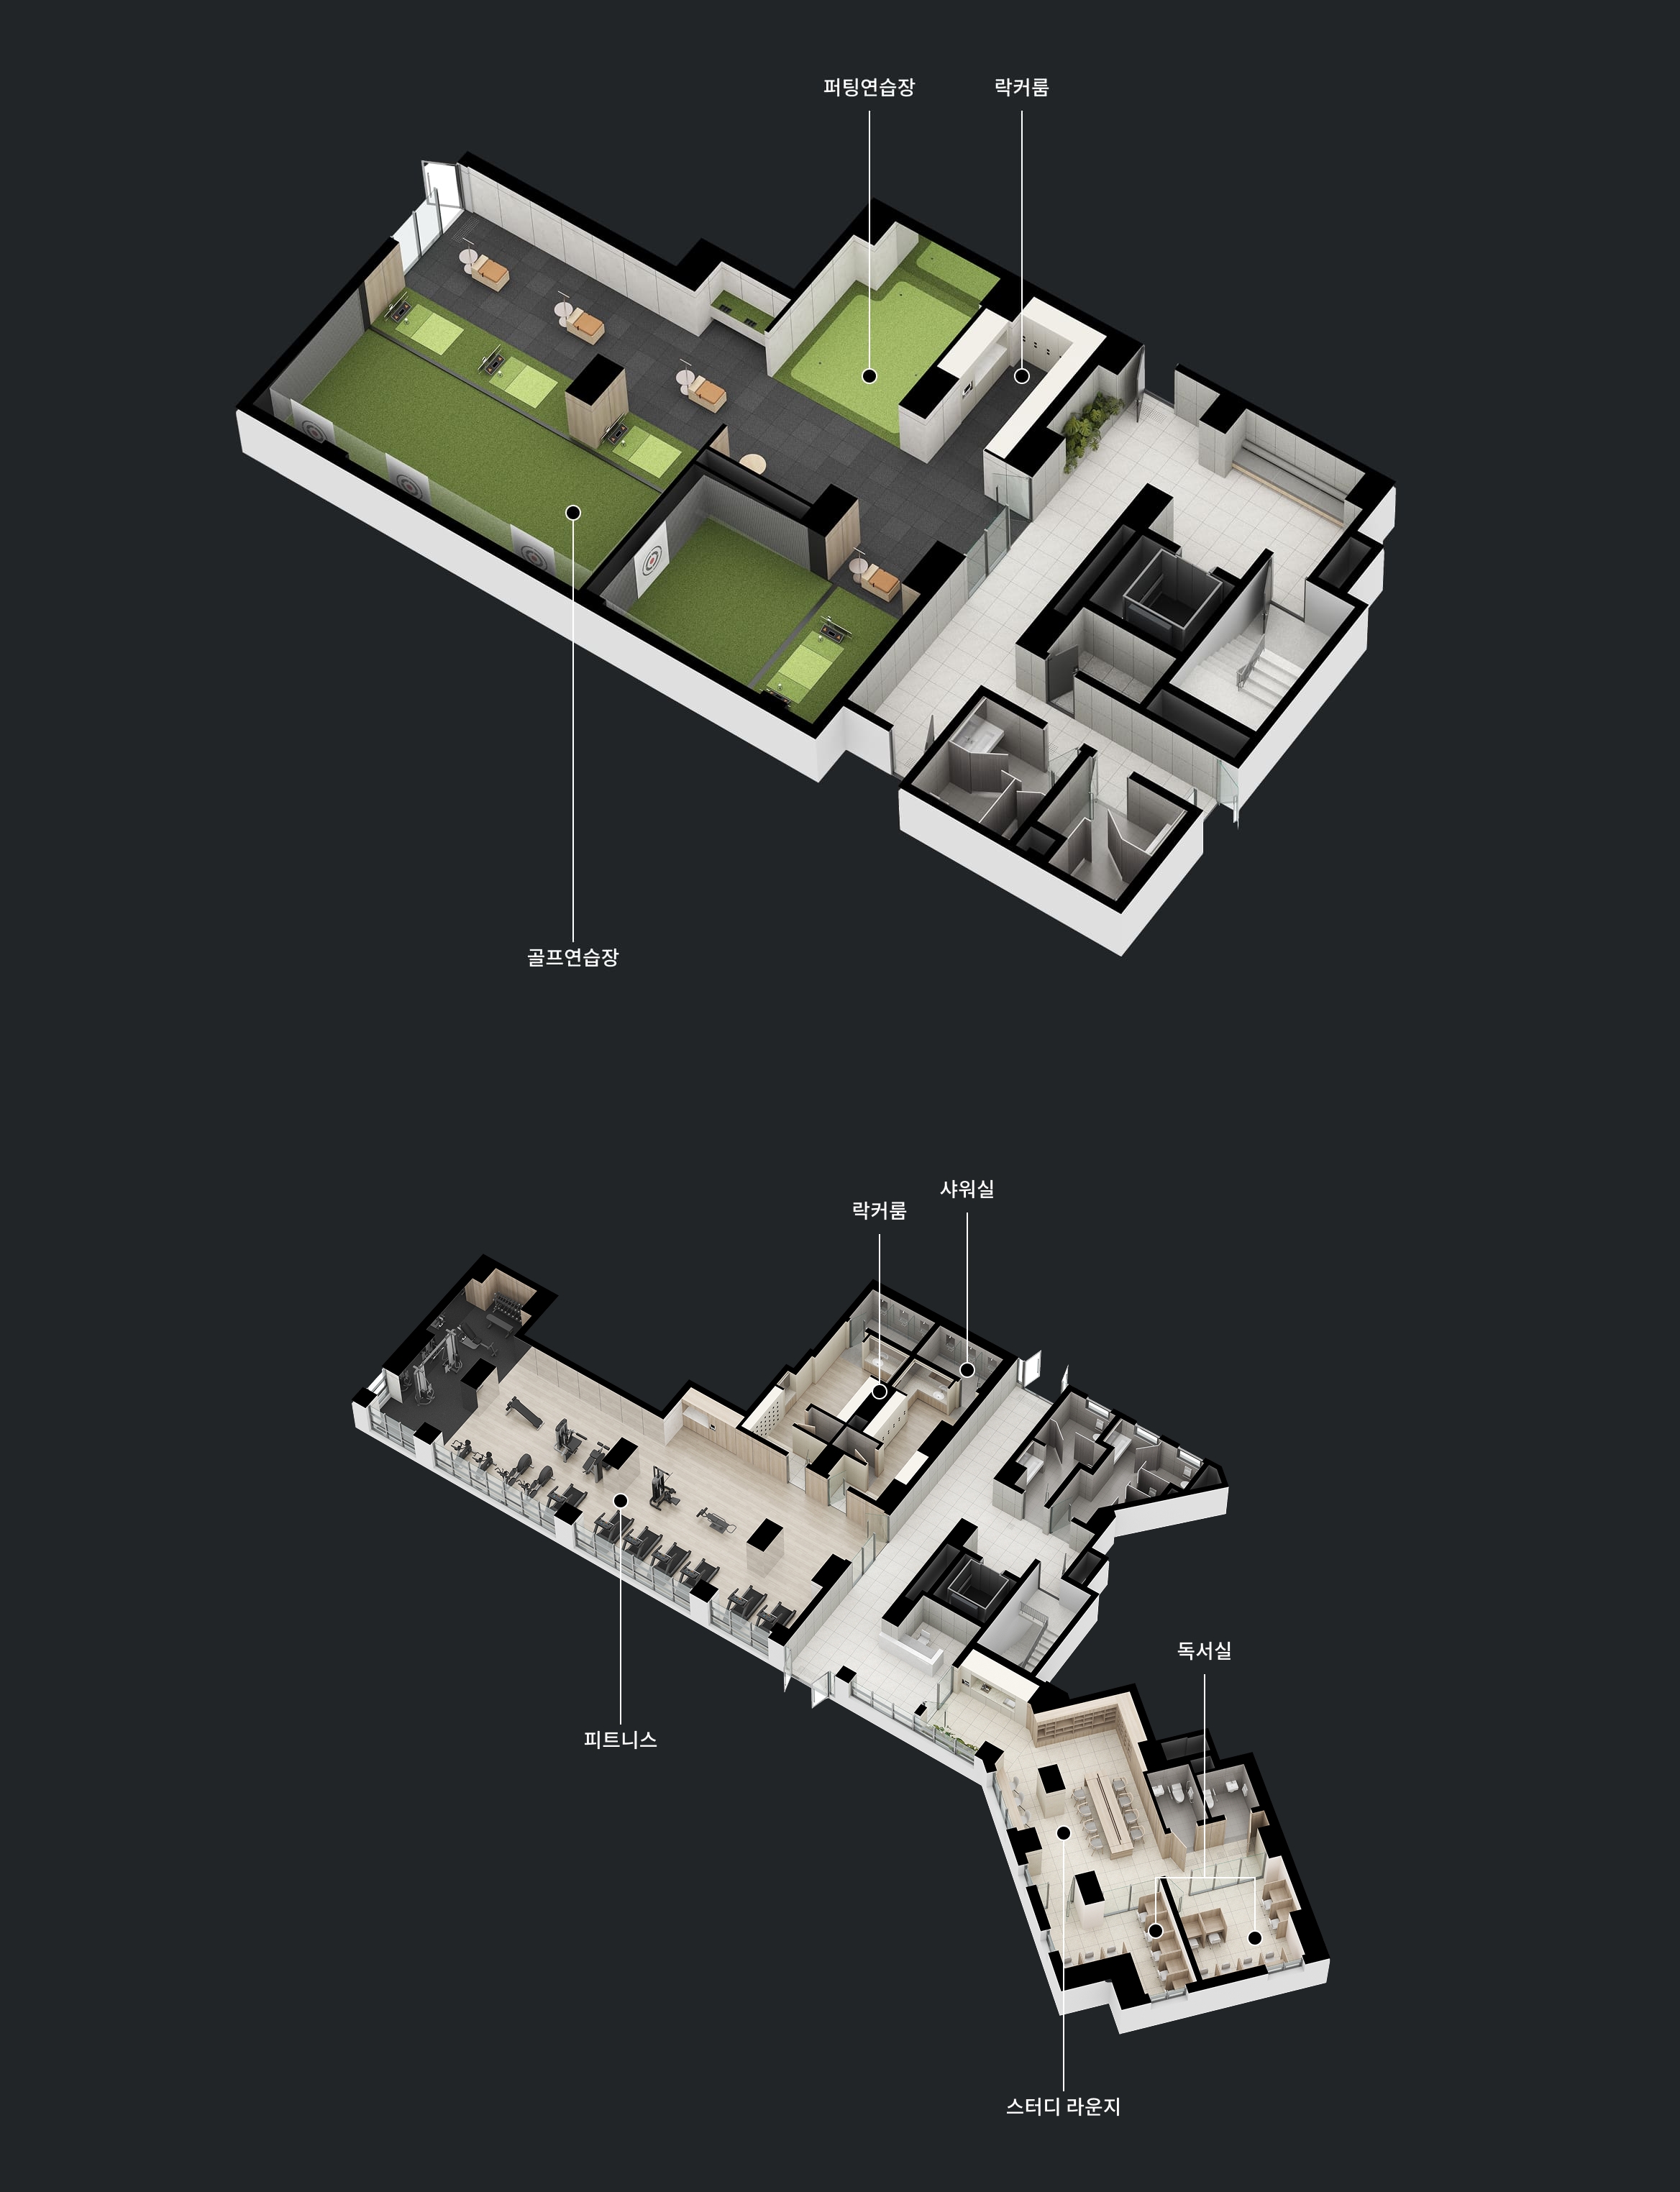 퍼팅연습장
락커룸
골프연습장
샤워실
락커룸
독서실
피트니스
스터디 라운지